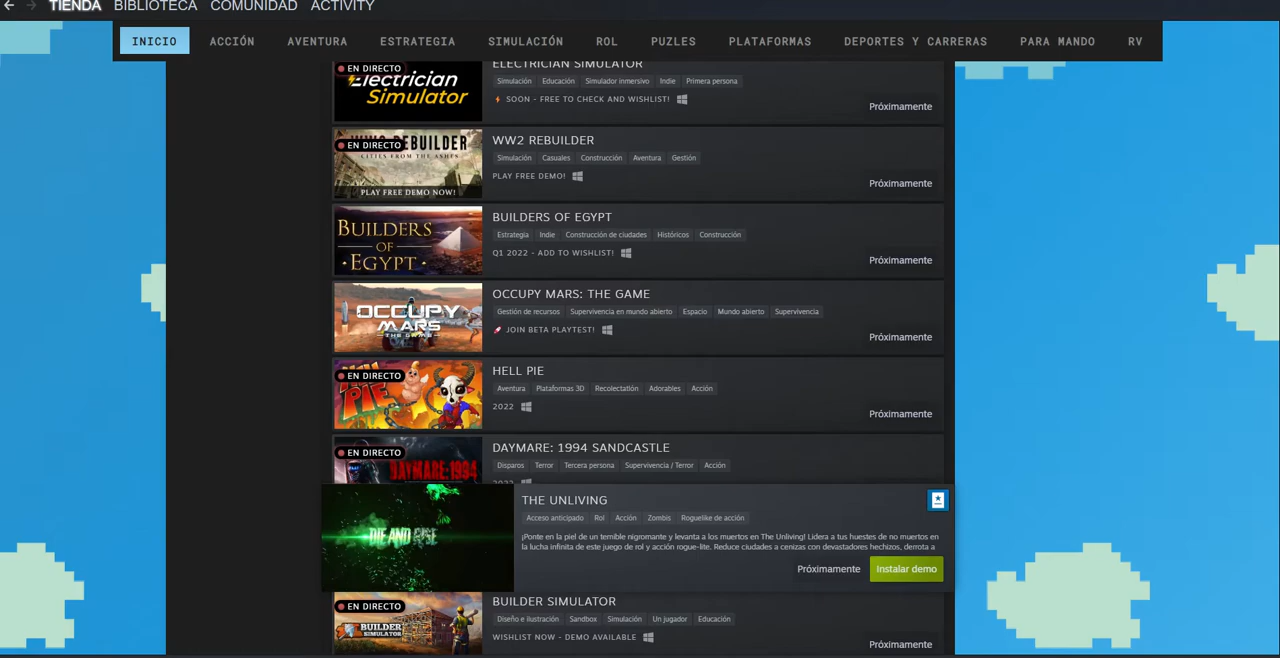 TIENDA BIBLIOTECA COMUNIDAD ACTIVITY
INICIO ACCIÓN AVENTURA ESTRATEGIA SIMULACIÓN ROL PUZLES PLATAFORMAS DEPORTES Y CARRERAS PARA MANDO RV
EN DIRECTO
Electrician
Simulator
ELECTRICIAN SIMULATOR
Simulación Educación Simulador inmersivo Indie Primera persona
SOON - FREE TO CHECK AND WISHLIST!
Próximamente
EN DIRECTO
CITIES FROM THE ASHES
PLAY FREE DEMO NOW!
WW2 REBUILDER
Simulación Casuales Construcción Aventura Gestión
PLAY FREE DEMO!
Próximamente
BUILDERS
OF
EGYPT
BUILDERS OF EGYPT
Estrategia Indie Construcción de ciudades Históricos Construcción
Q1 2022 - ADD TO WISHLIST!
Próximamente
OCCUPY
MARS
THE GAME
OCCUPY MARS: THE GAME
Gestión de recursos Supervivencia en mundo abierto Espacio Mundo abierto Supervivencia
JOIN BETA PLAYTEST!
Próximamente
EN DIRECTO
PIE
HELL PIE
Aventura Plataformas 3D Recolectatlón Adorables Acción
2022
Próximamente
EN DIRECTO
DAYMARE:1994
DAYMARE: 1994 SANDCASTLE
Disparos Terror Tercera persona Supervivencia / Terror Acción
DIE AND RISE
THE UNLIVING
Acceso anticipado Rol Acción Zombis Roguelike de acción
¡Ponte en la piel de un temible nigromante y levanta a los muertos en The Unliving! Lidera a tus huestes de no muertos en
la lucha infinita de este juego de rol y acción rogue-lite. Reduce ciudades a cenizas con devastadores hechizos, derrota a
Próximamente Instalar demo
EN DIRECTO
BUILDER
SIMULATOR
BUILDER SIMULATOR
Diseño e ilustración Sandbox Simulación Un jugador Educación
WISHLIST NOW - DEMO AVAILABLE
Próximamente